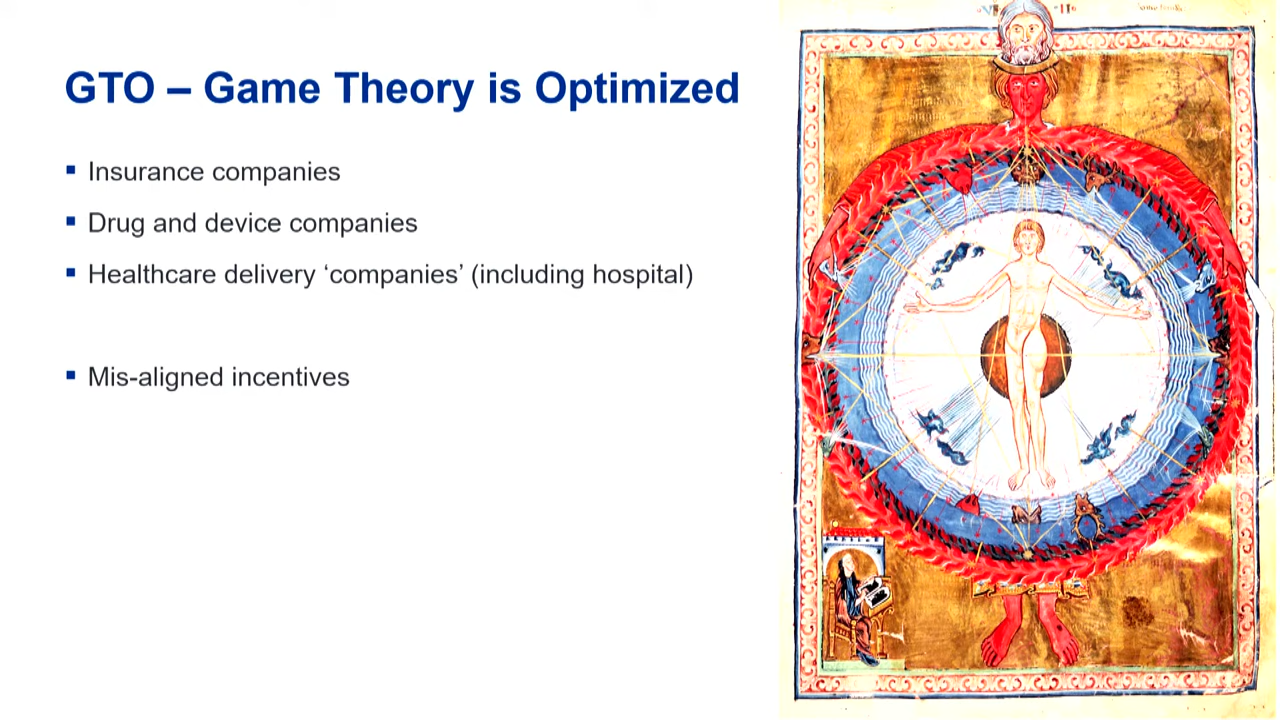 GTO – Game Theory is Optimized
▪ Insurance companies
▪ Drug and device companies
▪ Healthcare delivery ‘companies’ (including hospital)
▪ Mis-aligned incentives